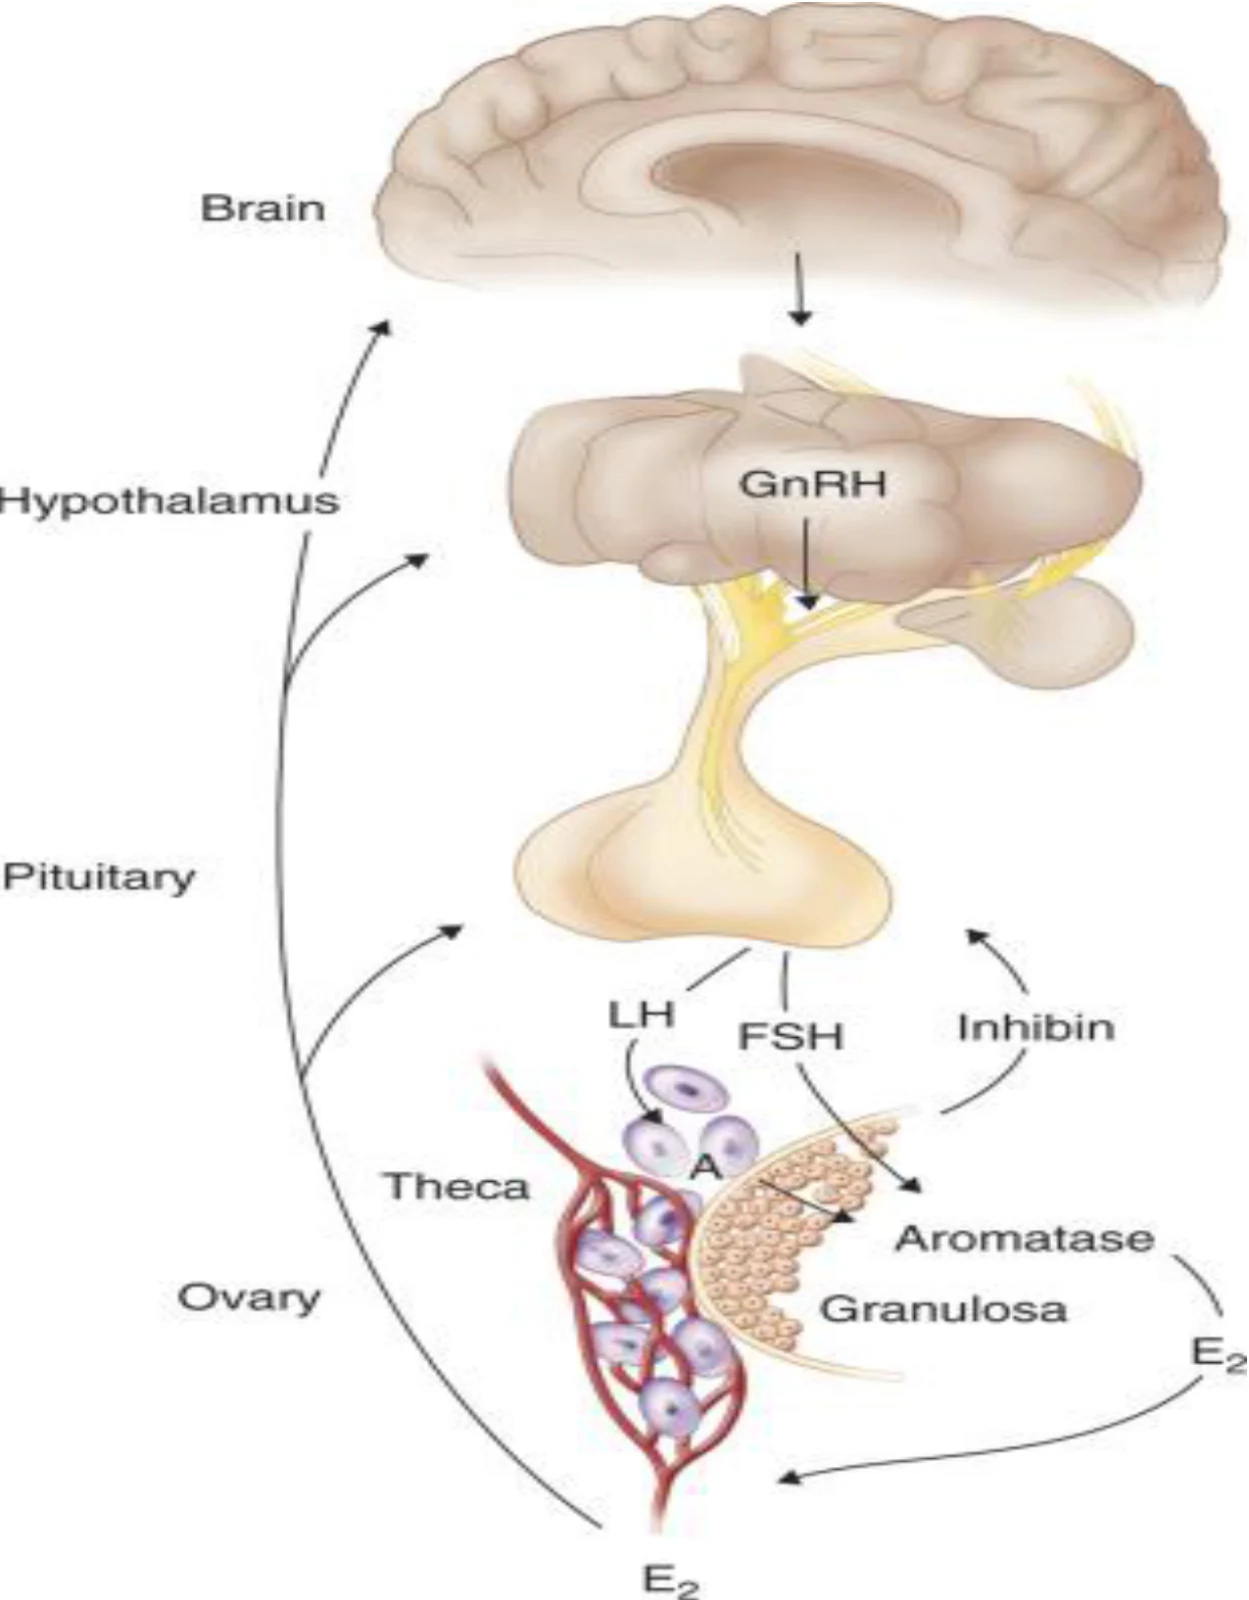 Brain
GnRH
Hypothalamus
Pituitary
LH
FSH
Inhibin
A
Theca
Aromatase
Ovary
Granulosa
E₂
E₂